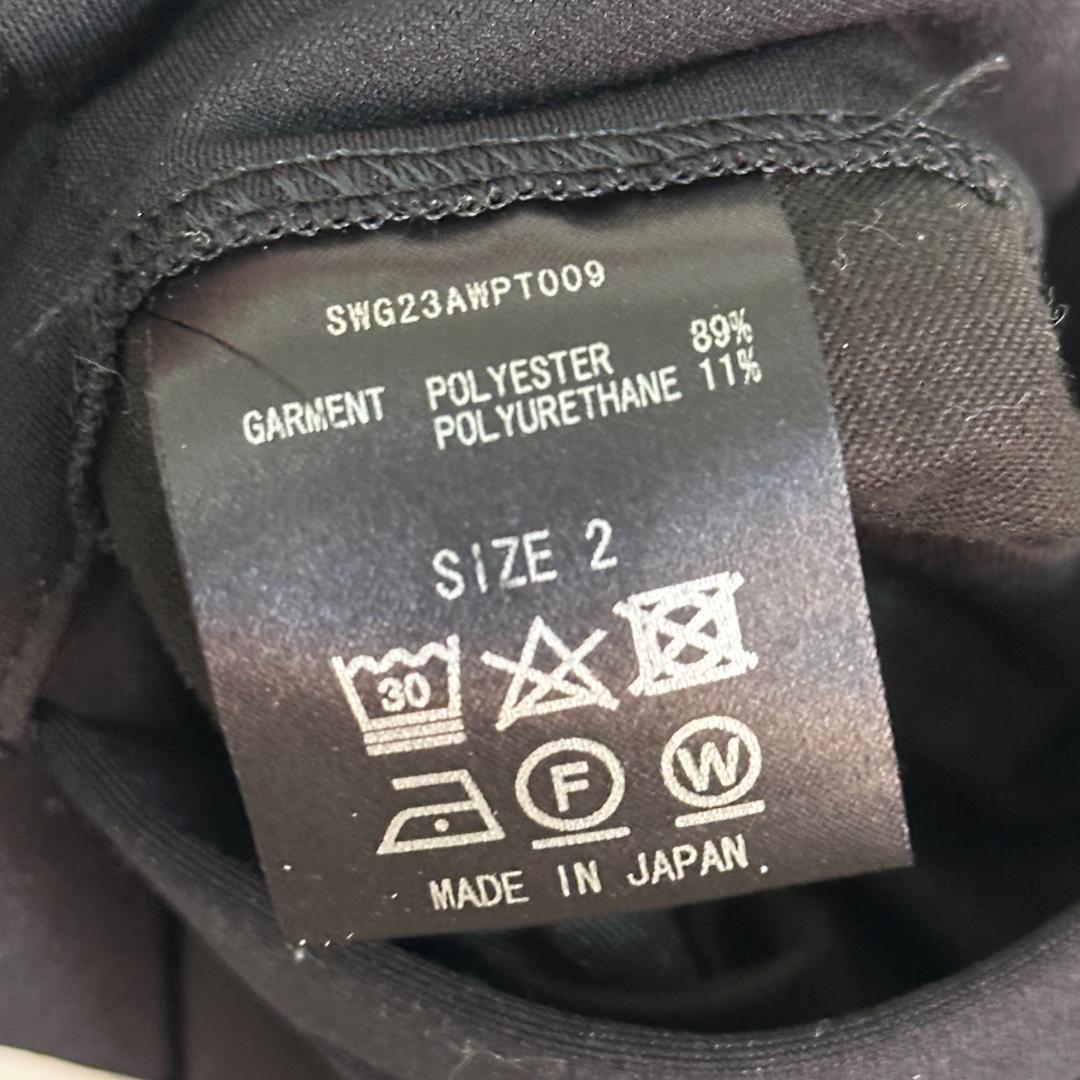 SWG23AWPT009
GARMENT POLYESTER 89%
POLYURETHANE 11%
SIZE 2
30
F W
MADE IN JAPAN.